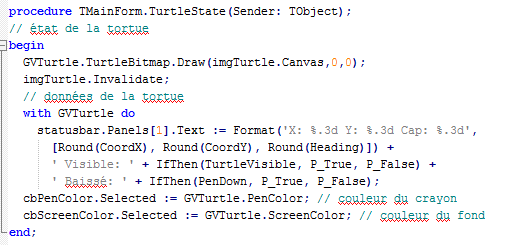 procedure TMainForm.TurtleState(Sender: TObject);
// état de la tortue
begin
GVTurtle.TurtleBitmap.Draw(imgTurtle.Canvas,0,0);
imgTurtle.Invalidate;
// données de la tortue
with GVTurtle do
statusbar.Panels[1].Text := Format('X: %.3d Y: %.3d Cap: %.3d',
[Round(CoordX), Round(CoordY), Round(Heading)]) +
' Visible: ' + IfThen(TurtleVisible, P_True, P_False) +
' Baissé: ' + IfThen(PenDown, P_True, P_False);
cbPenColor.Selected := GVTurtle.PenColor; // couleur du crayon
cbScreenColor.Selected := GVTurtle.ScreenColor; // couleur du fond
end;